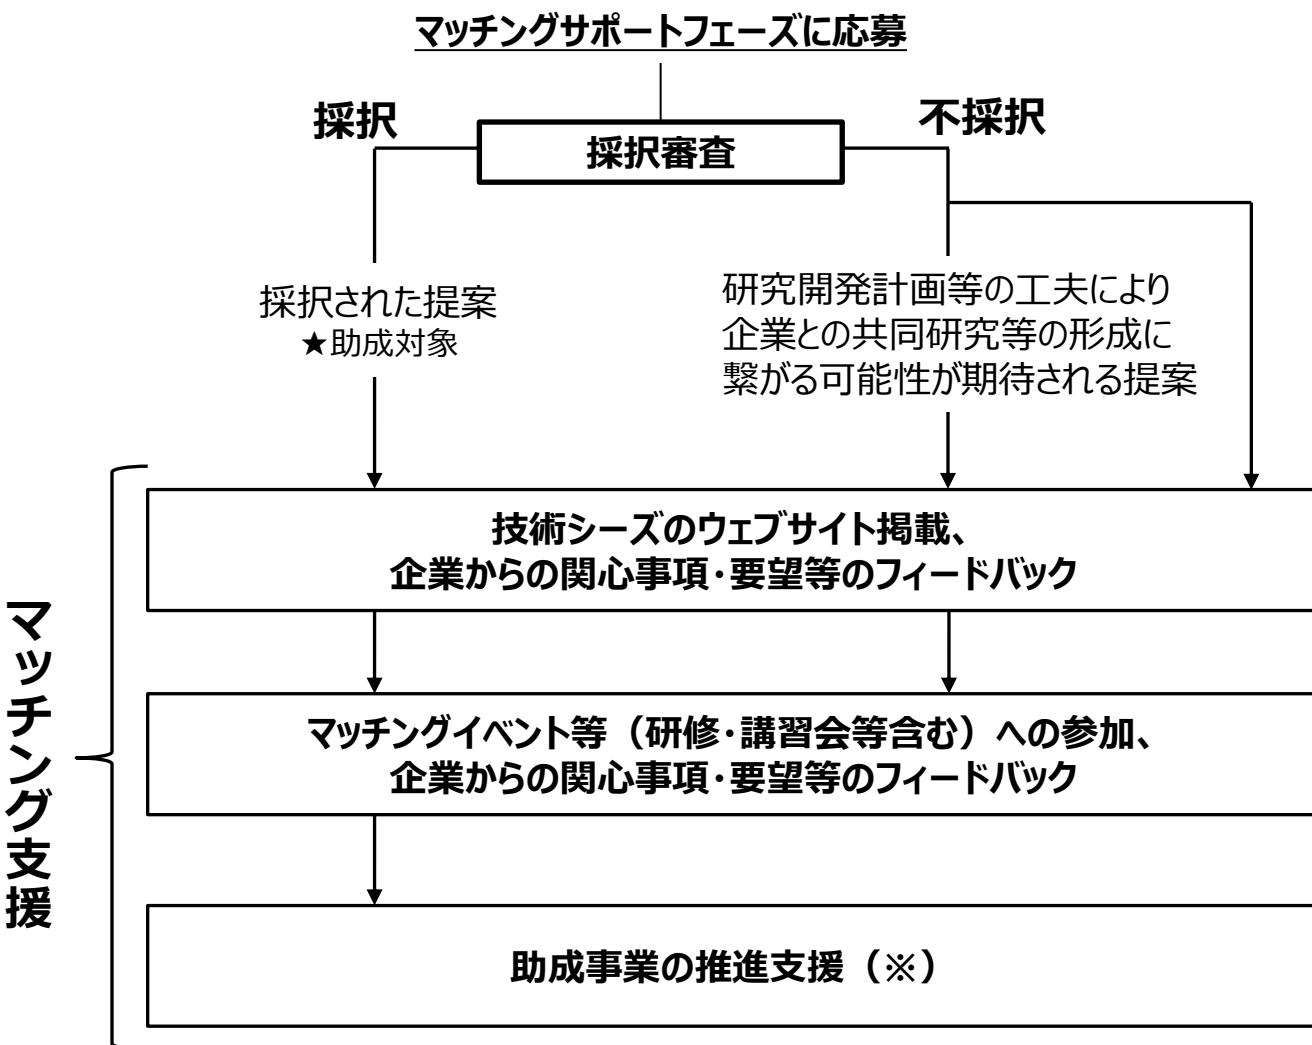 マッチングサポートフェーズに応募
採択
不採択
採択審査
採択された提案
★助成対象
研究開発計画等の工夫により
企業との共同研究等の形成に
繋がる可能性が期待される提案
マッチング支援
技術シーズのウェブサイト掲載、
企業からの関心事項・要望等のフィードバック
マッチングイベント等（研修・講習会等含む）への参加、
企業からの関心事項・要望等のフィードバック
助成事業の推進支援（※）